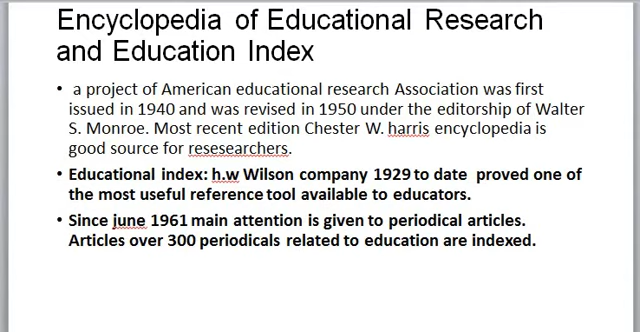 Encyclopedia of Educational Research
and Education Index
• a project of American educational research Association was first
issued in 1940 and was revised in 1950 under the editorship of Walter
S. Monroe. Most recent edition Chester W. harris encyclopedia is
good source for resesearchers.
• Educational index: h.w Wilson company 1929 to date proved one of
the most useful reference tool available to educators.
• Since june 1961 main attention is given to periodical articles.
Articles over 300 periodicals related to education are indexed.